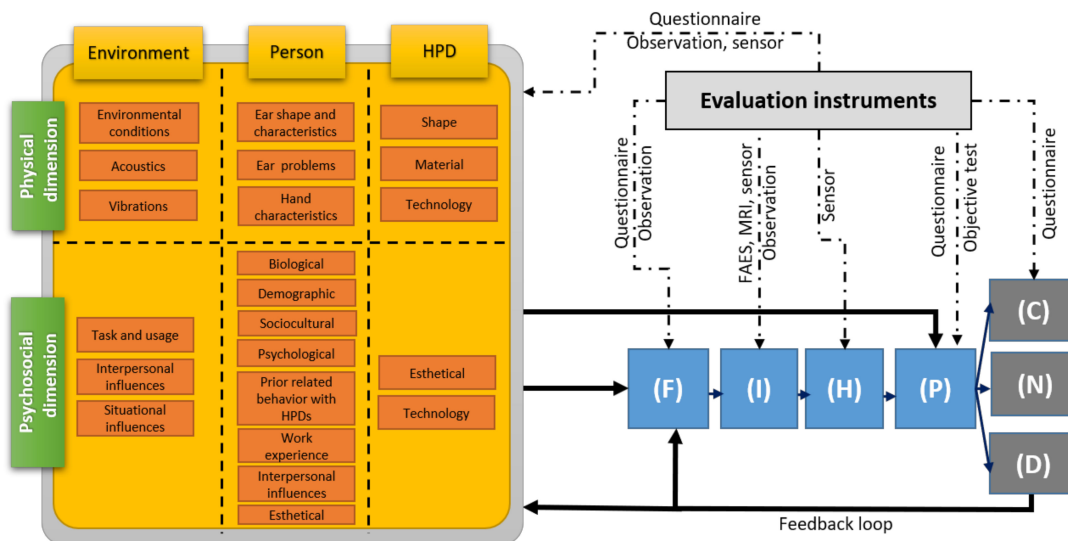 Environment
Person
HPD
Physical
dimension
Environmental
conditions
Acoustics
Vibrations
Ear shape and
characteristics
Ear problems
Hand
characteristics
Shape
Material
Technology
Psychosocial
dimension
Task and usage
Interpersonal
influences
Situational
influences
Biological
Demographic
Sociocultural
Psychological
Prior related
behavior with
HPDs
Work
experience
Interpersonal
influences
Esthetical
Esthetical
Technology
Questionnaire
Observation, sensor
Evaluation instruments
Questionnaire
Observation
FAES, MRI, sensor
Observation
Sensor
Questionnaire
Objective test
Questionnaire
(F)
(I)
(H)
(P)
(C)
(N)
(D)
Feedback loop